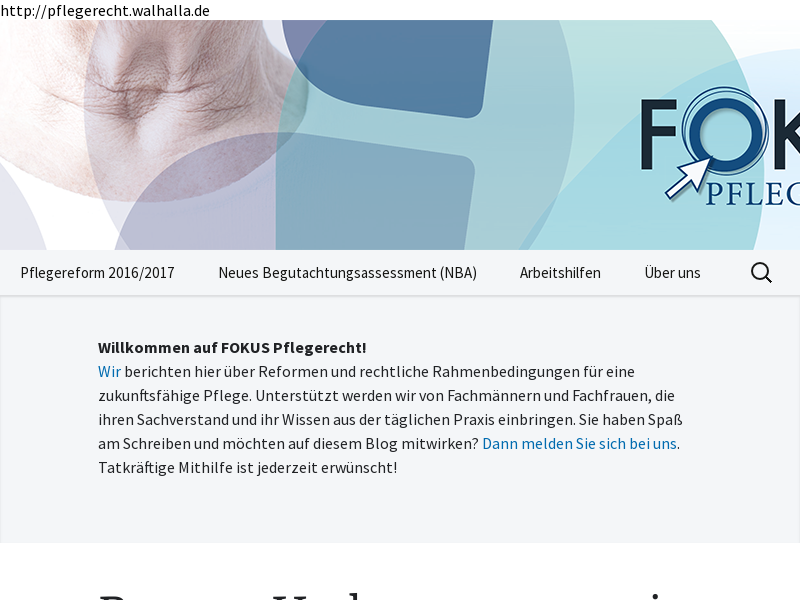 http://pflegerecht.walhalla.de
Pflegereform 2016/2017 Neues Begutachtungsassessment (NBA) Arbeitshilfen Über uns
Willkommen auf FOKUS Pflegerecht!
Wir berichten hier über Reformen und rechtliche Rahmenbedingungen für eine
zukunftsfähige Pflege. Unterstützt werden wir von Fachmännern und Fachfrauen, die
ihren Sachverstand und ihr Wissen aus der täglichen Praxis einbringen. Sie haben Spaß
am Schreiben und möchten auf diesem Blog mitwirken? Dann melden Sie sich bei uns.
Tatkräftige Mithilfe ist jederzeit erwünscht!